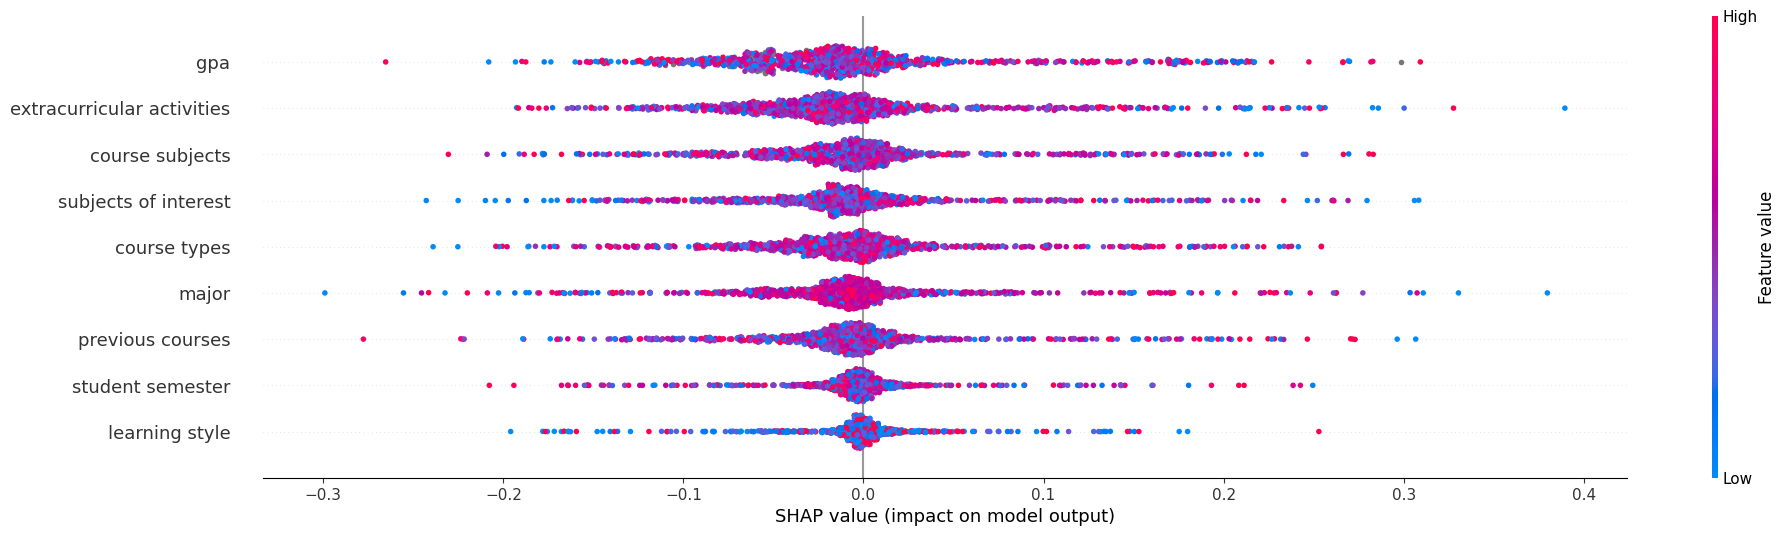 High
gpa
extracurricular activities
course subjects
subjects of interest
course types
major
previous courses
student semester
learning style
Feature value
Low
−0.3 −0.2 −0.1 0.0 0.1 0.2 0.3 0.4
SHAP value (impact on model output)